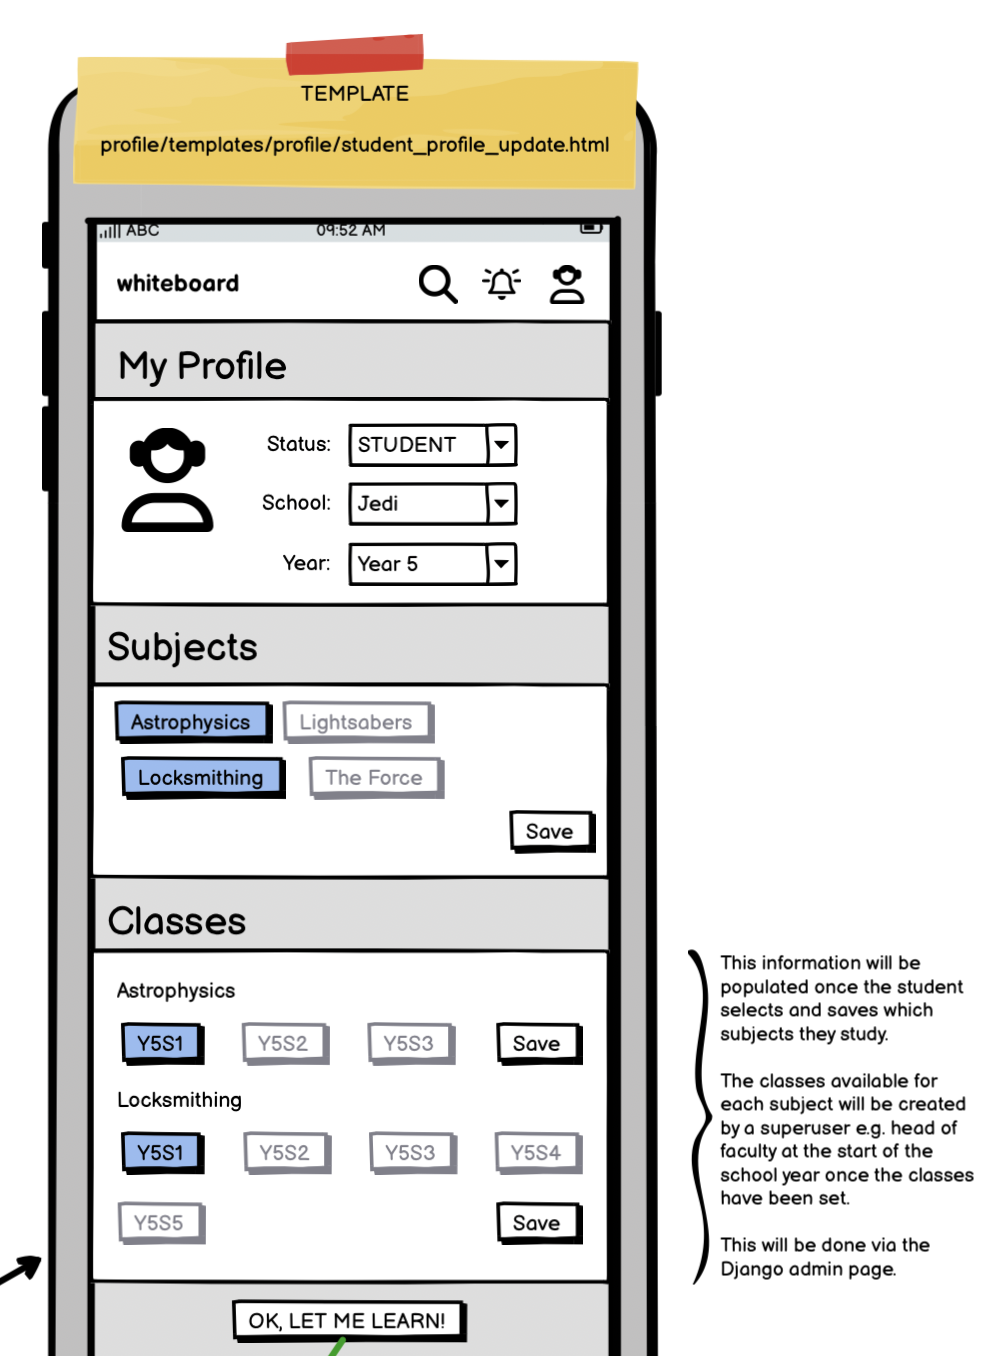 TEMPLATE
profile/templates/profile/student_profile_update.html
ABC 09:52 AM
whiteboard
My Profile
Status: STUDENT
School: Jedi
Year: Year 5
Subjects
Astrophysics Lightsabers
Locksmithing The Force
Save
Classes
Astrophysics
Y5S1 Y5S2 Y5S3 Save
Locksmithing
Y5S1 Y5S2 Y5S3 Y5S4
Y5S5 Save
OK, LET ME LEARN!
This information will be
populated once the student
selects and saves which
subjects they study.
The classes available for
each subject will be created
by a superuser e.g. head of
faculty at the start of the
school year once the classes
have been set.
This will be done via the
Django admin page.